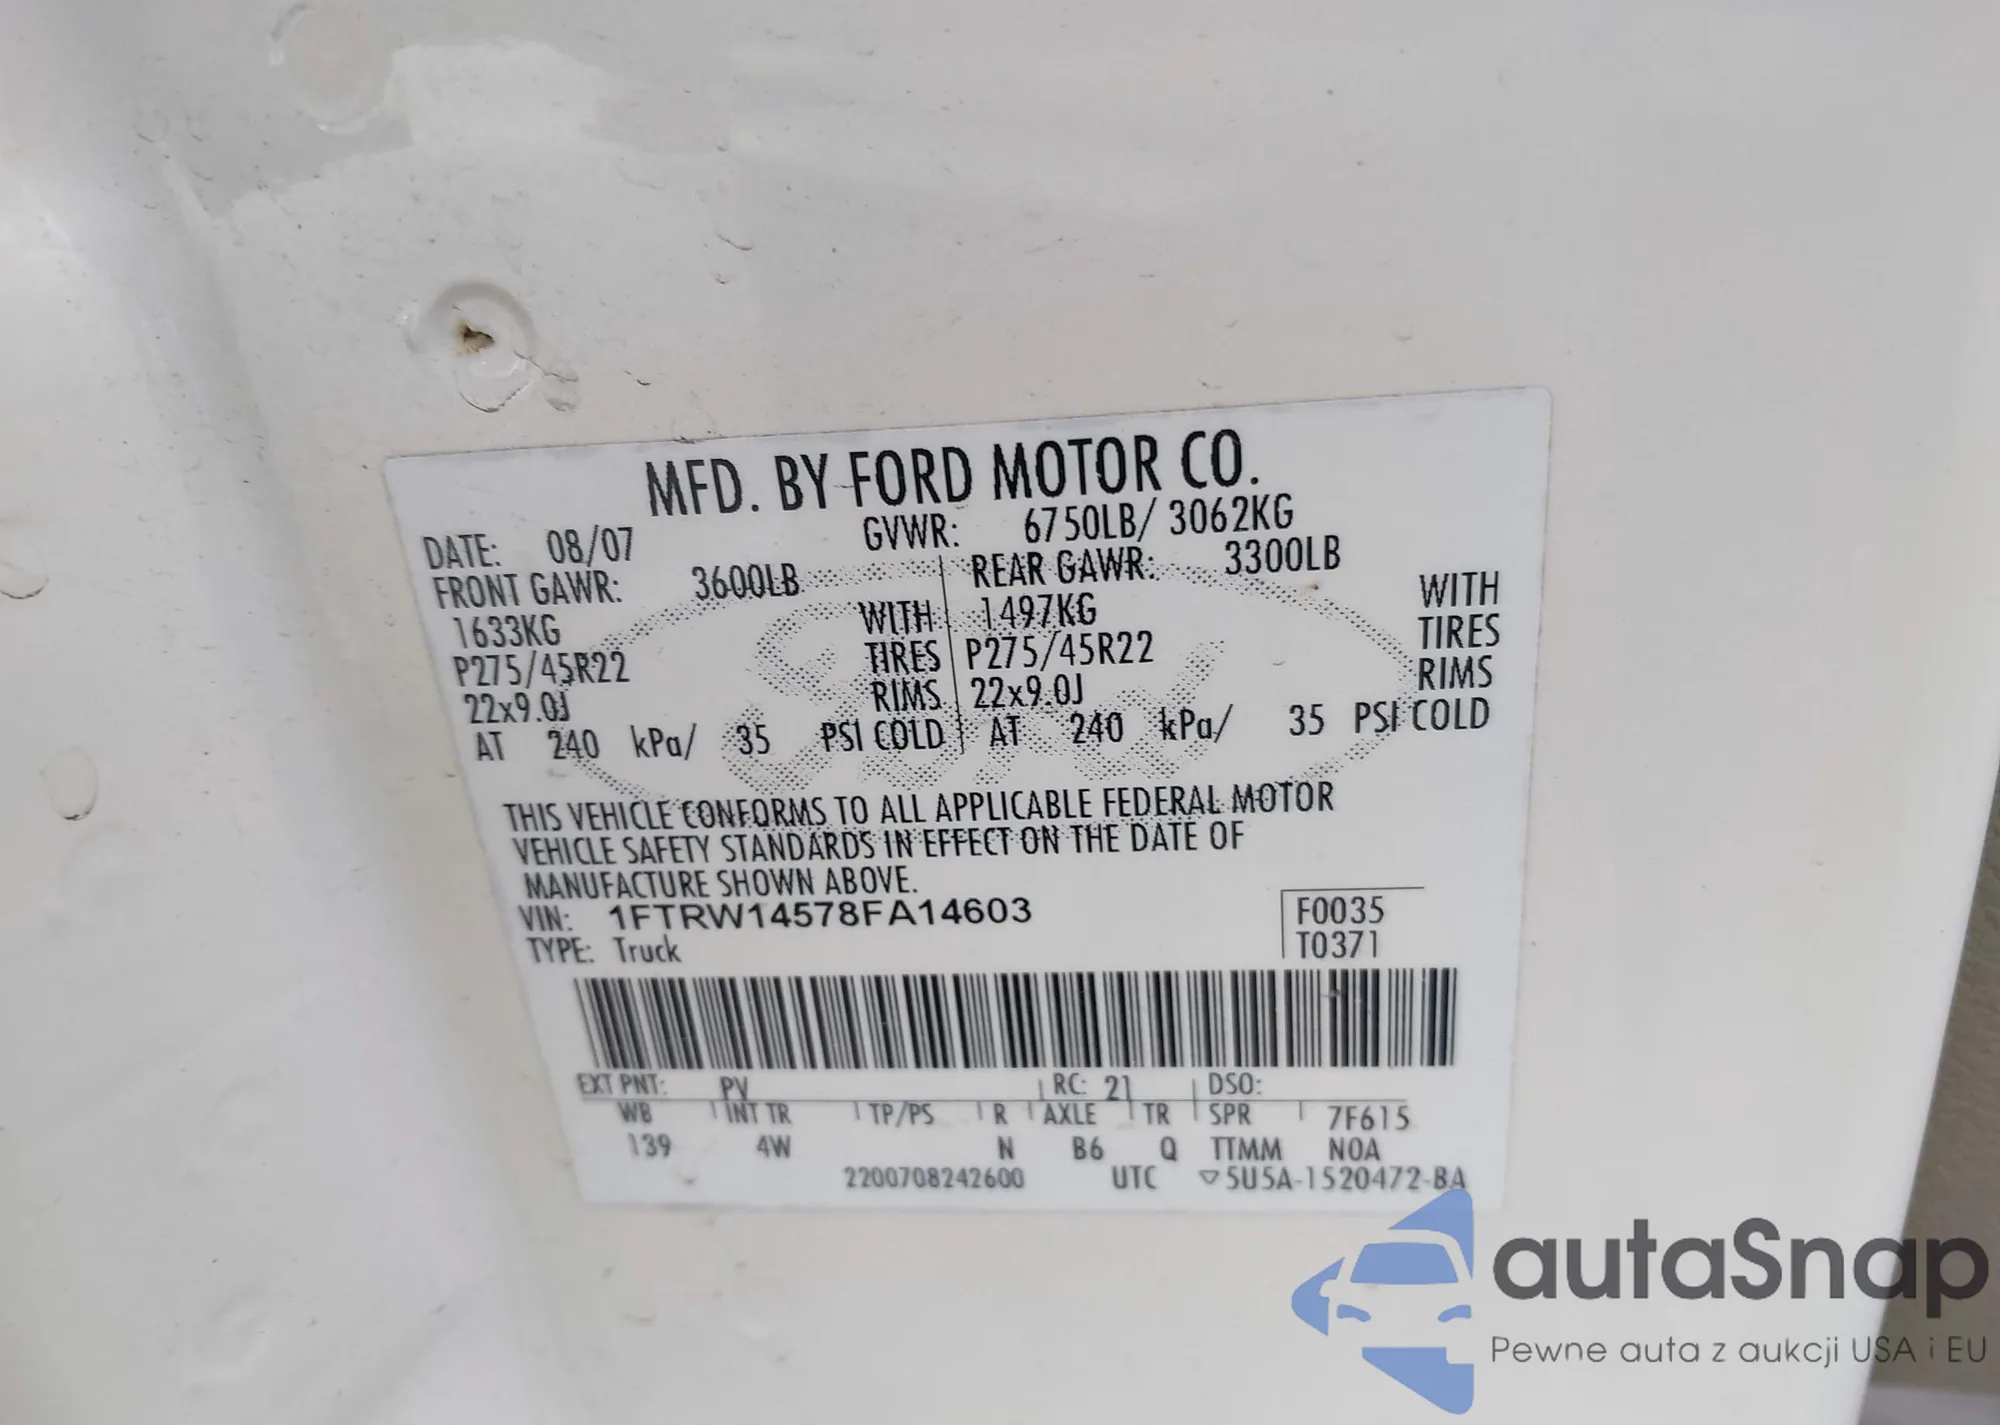 MFD. BY FORD MOTOR CO.
DATE: 08/07 GVWR: 6750LB/ 3062KG
FRONT GAWR: 3600LB REAR GAWR: 3300LB
1633KG WITH 1497KG WITH
P275/45R22 TIRES P275/45R22 TIRES
22x9.0J RIMS 22x9.0J RIMS
AT 240 kPa/ 35 PSI COLD AT 240 kPa/ 35 PSI COLD
THIS VEHICLE CONFORMS TO ALL APPLICABLE FEDERAL MOTOR
VEHICLE SAFETY STANDARDS IN EFFECT ON THE DATE OF
MANUFACTURE SHOWN ABOVE.
VIN: 1FTRW14578FA14603 F0035
TYPE: Truck T0371
EXT PNT: PV RC: 21 DSO:
WB INT TR TP/PS R AXLE TR SPR 7F615
139 4W N B6 Q TTMM NOA
2200708242600 UTC ▽5U5A-1520472-BA
autaSnap
Pewne auta z aukcji USA i EU